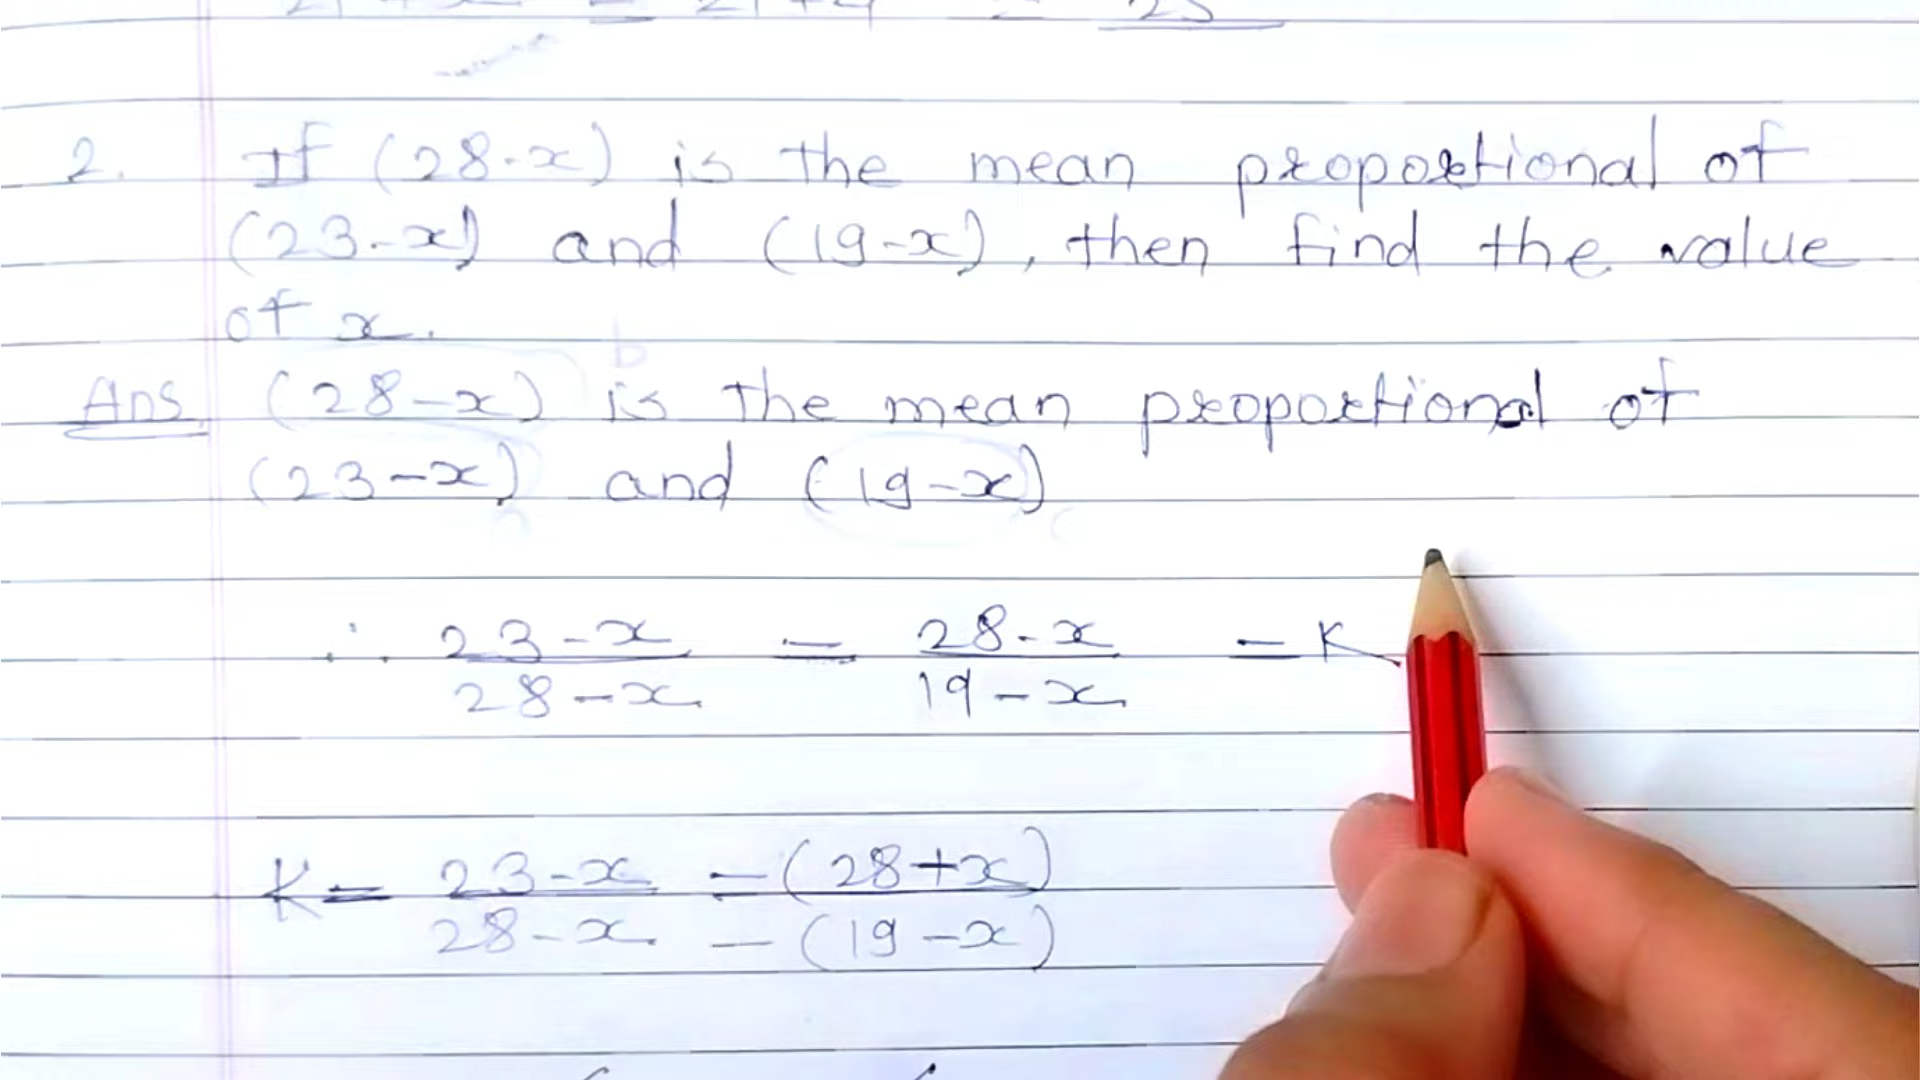 2. If (28-x) is the mean proportional of
(23-x) and (19-x), then find the value
of x.
b
Ans. (28-x) is the mean proportional of
(23-x) and (19-x)
c
∴ 23-x/28-x = 28-x/19-x = K
K = 23-x/28-x -(28+x)/-(19-x)